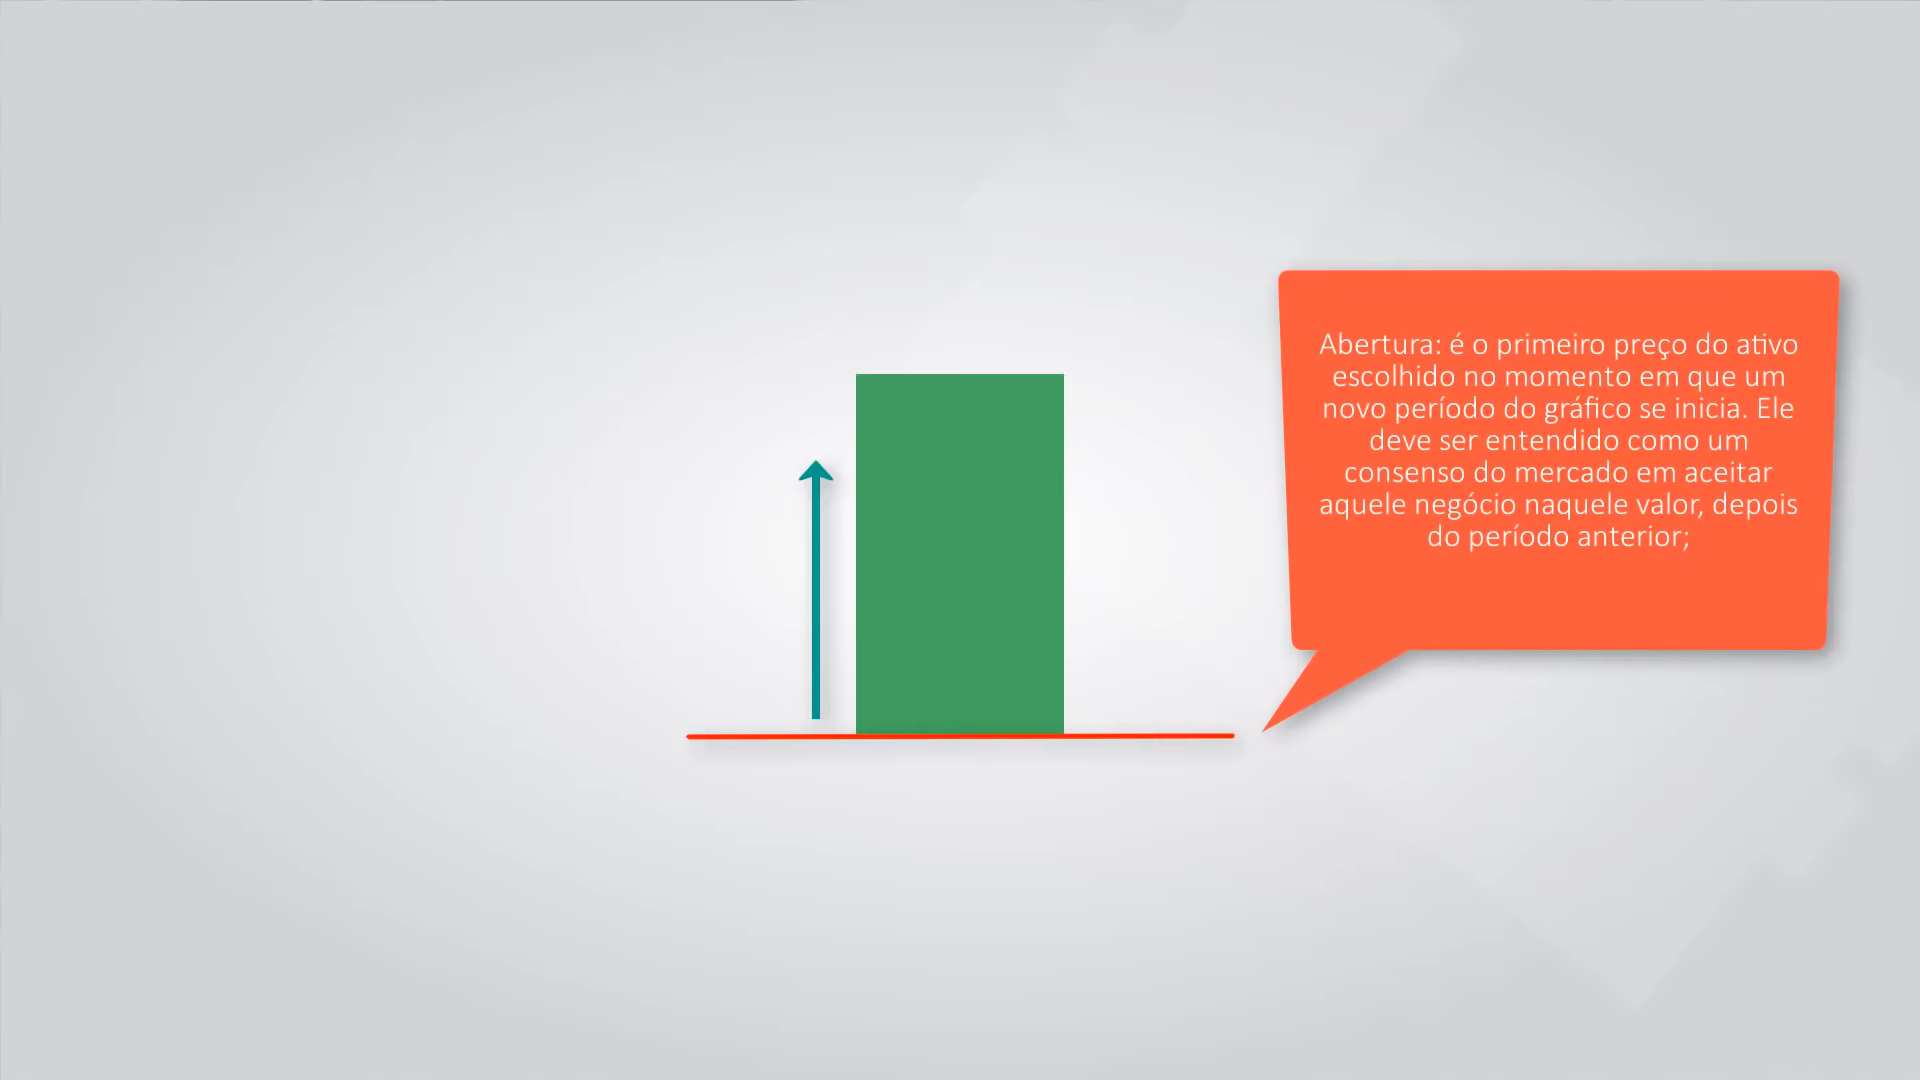 Abertura: é o primeiro preço do ativo
escolhido no momento em que um
novo período do gráfico se inicia. Ele
deve ser entendido como um
consenso do mercado em aceitar
aquele negócio naquele valor, depois
do período anterior;